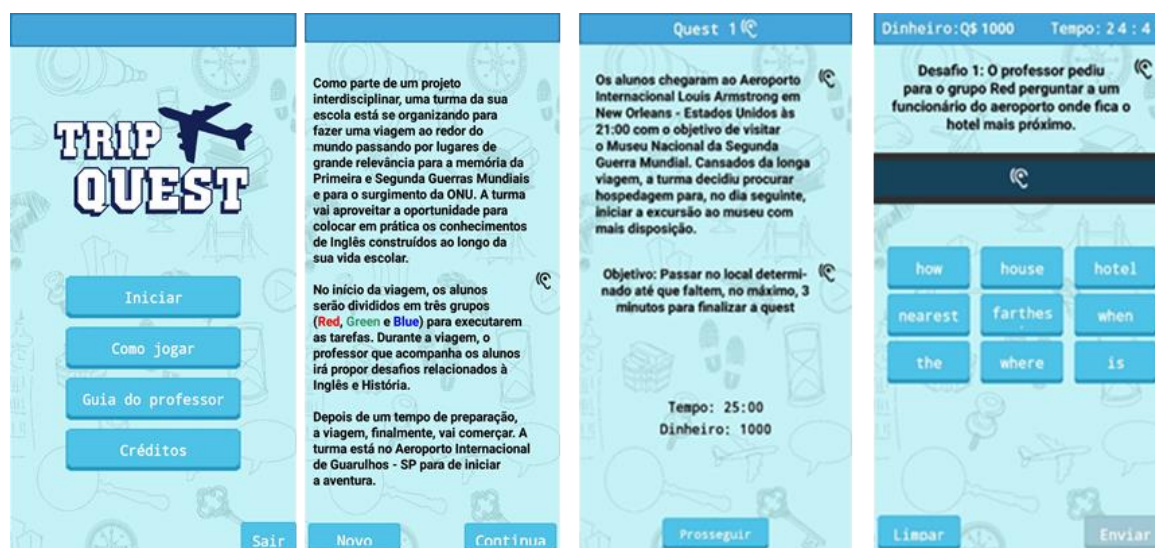 TRIP
QUEST
Iniciar
Como jogar
Guia do professor
Créditos
Sair
Como parte de um projeto
interdisciplinar, uma turma da sua
escola está se organizando para
fazer uma viagem ao redor do
mundo passando por lugares de
grande relevância para a memória da
Primeira e Segunda Guerras Mundiais
e para o surgimento da ONU. A turma
vai aproveitar a oportunidade para
colocar em prática os conhecimentos
de Inglês construídos ao longo da
sua vida escolar.
No início da viagem, os alunos
serão divididos em três grupos
(Red, Green e Blue) para executarem
as tarefas. Durante a viagem, o
professor que acompanha os alunos
irá propor desafios relacionados à
Inglês e História.
Depois de um tempo de preparação,
a viagem, finalmente, vai começar. A
turma está no Aeroporto Internacional
de Guarulhos - SP para de iniciar
a aventura.
Novo
Continua
Quest 1
Os alunos chegaram ao Aeroporto
Internacional Louis Armstrong em
New Orleans - Estados Unidos às
21:00 com o objetivo de visitar
o Museu Nacional da Segunda
Guerra Mundial. Cansados da longa
viagem, a turma decidiu procurar
hospedagem para, no dia seguinte,
iniciar a excursão ao museu com
mais disposição.
Objetivo: Passar no local determi-
nado até que faltem, no máximo, 3
minutos para finalizar a quest
Tempo: 25:00
Dinheiro: 1000
Prosseguir
Dinheiro:Q$ 1000 Tempo: 24 : 4
Desafio 1: O professor pediu
para o grupo Red perguntar a um
funcionário do aeroporto onde fica o
hotel mais próximo.
how house hotel
nearest farthes when
the where is
Limpar
Enviar